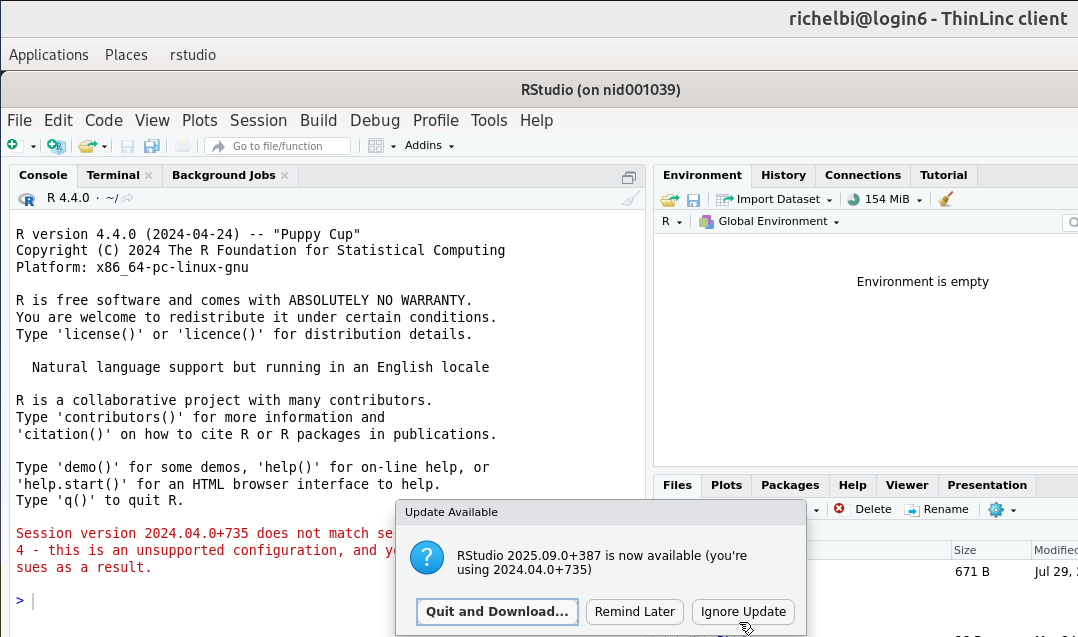 richelbi@login6 - ThinLinc client
Applications Places rstudio
RStudio (on nid001039)
File Edit Code View Plots Session Build Debug Profile Tools Help
Go to file/function Addins
Console Terminal Background Jobs
R 4.4.0 · ~/
R version 4.4.0 (2024-04-24) -- "Puppy Cup"
Copyright (C) 2024 The R Foundation for Statistical Computing
Platform: x86_64-pc-linux-gnu
R is free software and comes with ABSOLUTELY NO WARRANTY.
You are welcome to redistribute it under certain conditions.
Type 'license()' or 'licence()' for distribution details.
Natural language support but running in an English locale
R is a collaborative project with many contributors.
Type 'contributors()' for more information and
'citation()' on how to cite R or R packages in publications.
Type 'demo()' for some demos, 'help()' for on-line help, or
'help.start()' for an HTML browser interface to help.
Type 'q()' to quit R.
Session version 2024.04.0+735 does not match se
4 - this is an unsupported configuration, and y
sues as a result.
>
Environment History Connections Tutorial
Import Dataset 154 MiB
R Global Environment
Environment is empty
Files Plots Packages Help Viewer Presentation
Delete Rename
Size Modified
671 B Jul 29,
Update Available
RStudio 2025.09.0+387 is now available (you're
using 2024.04.0+735)
Quit and Download... Remind Later Ignore Update